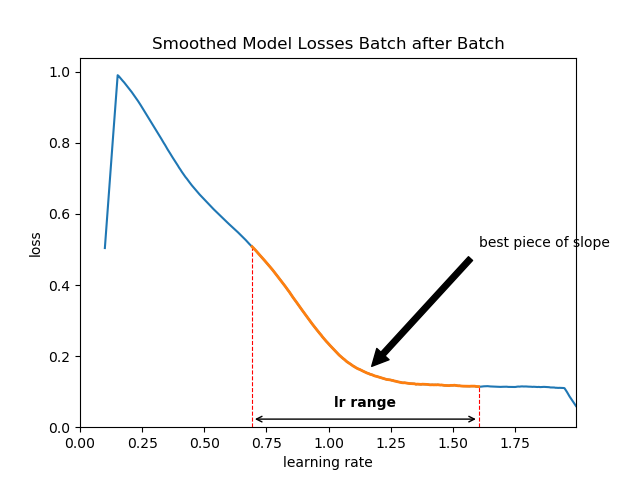 Smoothed Model Losses Batch after Batch
1.0
0.8
0.6
0.4
0.2
0.0
loss
best piece of slope
lr range
0.00 0.25 0.50 0.75 1.00 1.25 1.50 1.75
learning rate